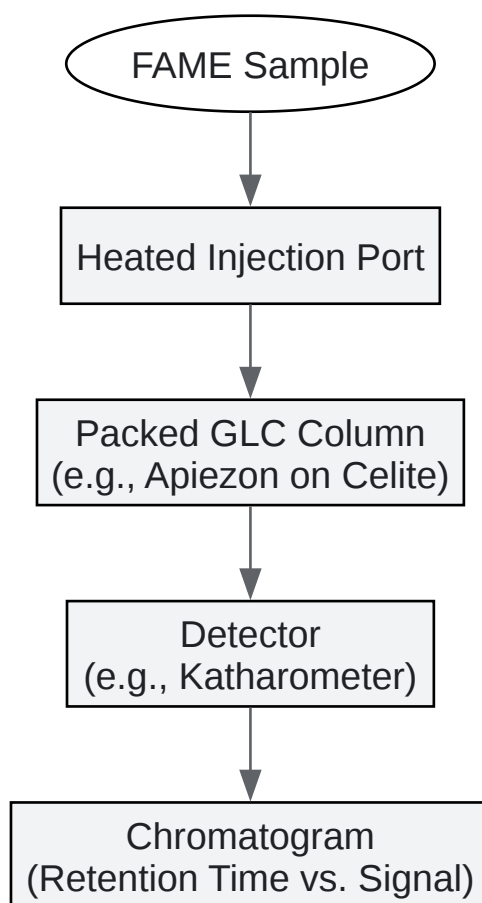 FAME Sample
Heated Injection Port
Packed GLC Column
(e.g., Apiezon on Celite)
Detector
(e.g., Katharometer)
Chromatogram
(Retention Time vs. Signal)